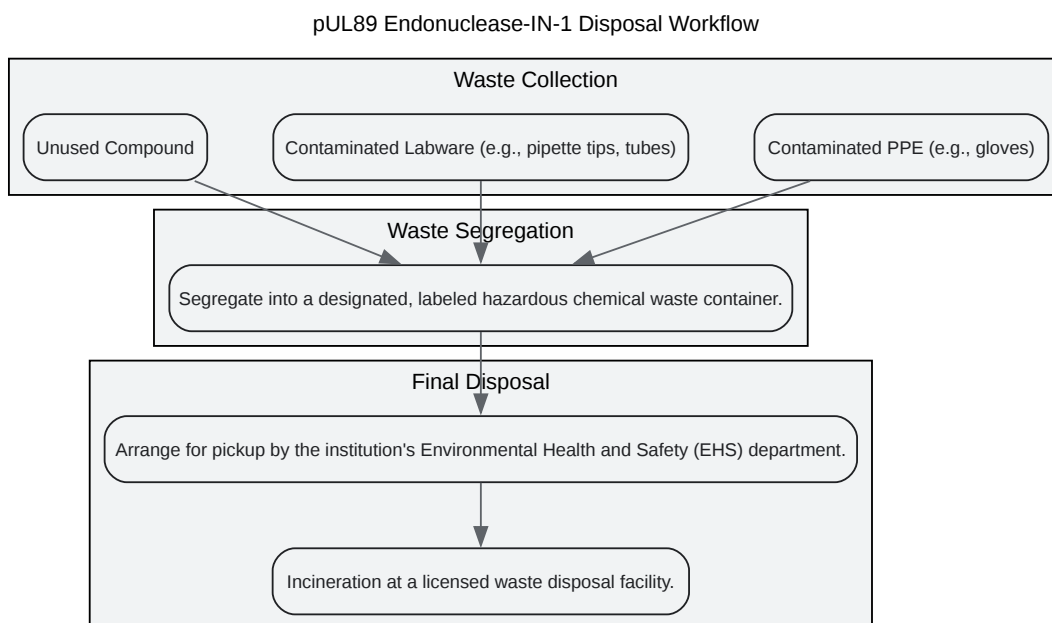 pUL89 Endonuclease-IN-1 Disposal Workflow
Waste Collection
Unused Compound
Contaminated Labware (e.g., pipette tips, tubes)
Contaminated PPE (e.g., gloves)
Waste Segregation
Segregate into a designated, labeled hazardous chemical waste container.
Final Disposal
Arrange for pickup by the institution's Environmental Health and Safety (EHS) department.
Incineration at a licensed waste disposal facility.